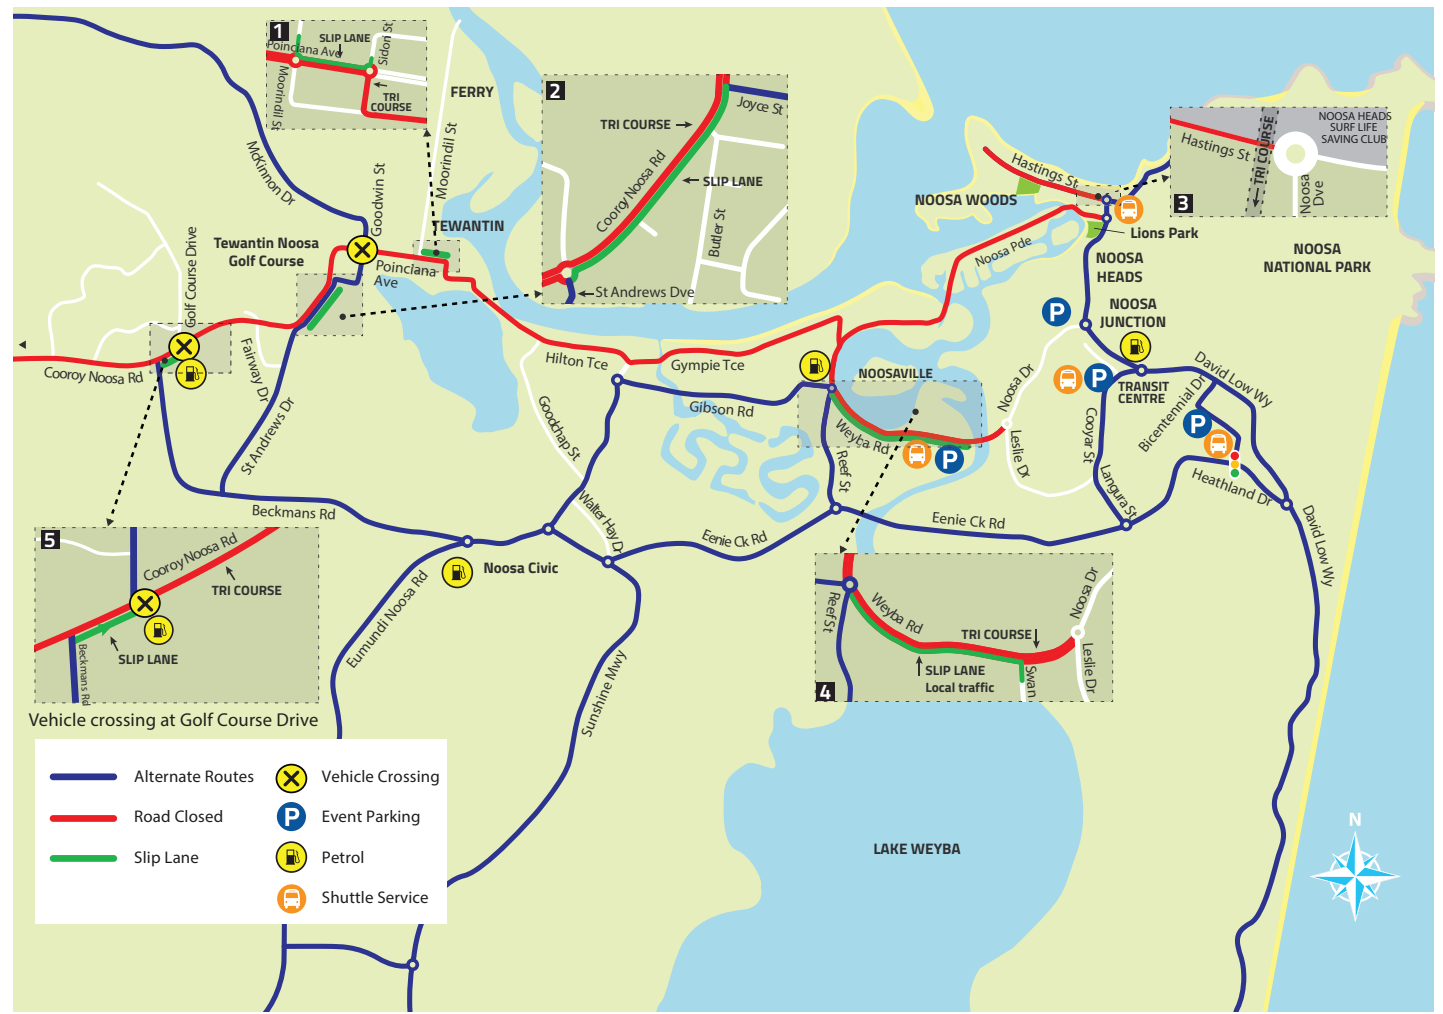 1
Poinciana Ave
SLIP LANE
Sidon St
Moorindil St
TRI
COURSE
FERRY
Moorindil St
McKinnon Dr
Goodwin St
TEWANTIN
Tewantin Noosa
Golf Course
Poinciana
Ave
Golf Course Drive
Cooroy Noosa Rd
Fairway Dr
St Andrews Dr
2
TRI COURSE
Joyce St
Cooroy Noosa Rd
SLIP LANE
Butler St
St Andrews Dve
Hastings St
NOOSA WOODS
Lions Park
Noosa Pde
NOOSA
HEADS
3
Hastings St
TRI COURSE
NOOSA HEADS
SURF LIFE
SAVING CLUB
Noosa
Dve
NOOSA
NATIONAL PARK
NOOSA
JUNCTION
P
Hilton Tce
Gympie Tce
NOOSAVILLE
Gibson Rd
Weyba Rd
P
Noosa Dr
Leslie Dr
P
TRANSIT
CENTRE
David Low Wy
Bicentennial Dr
P
Cooyar St
Langura St
Heathland Dr
David Low Wy
Goodchap St
Walter Hay Dr
Reef St
Eenie Ck Rd
Eenie Ck Rd
Beckmans Rd
Noosa Civic
Eumundi Noosa Rd
Sunshine Mwy
5
Cooroy Noosa Rd
TRI COURSE
SLIP LANE
Beckmans Rd
Vehicle crossing at Golf Course Drive
4
Reef St
Weyba Rd
TRI COURSE
SLIP LANE
Local traffic
Swan
Noosa Dr
Leslie Dr
LAKE WEYBA
N
Alternate Routes
Road Closed
Slip Lane
Vehicle Crossing
P
Event Parking
Petrol
Shuttle Service